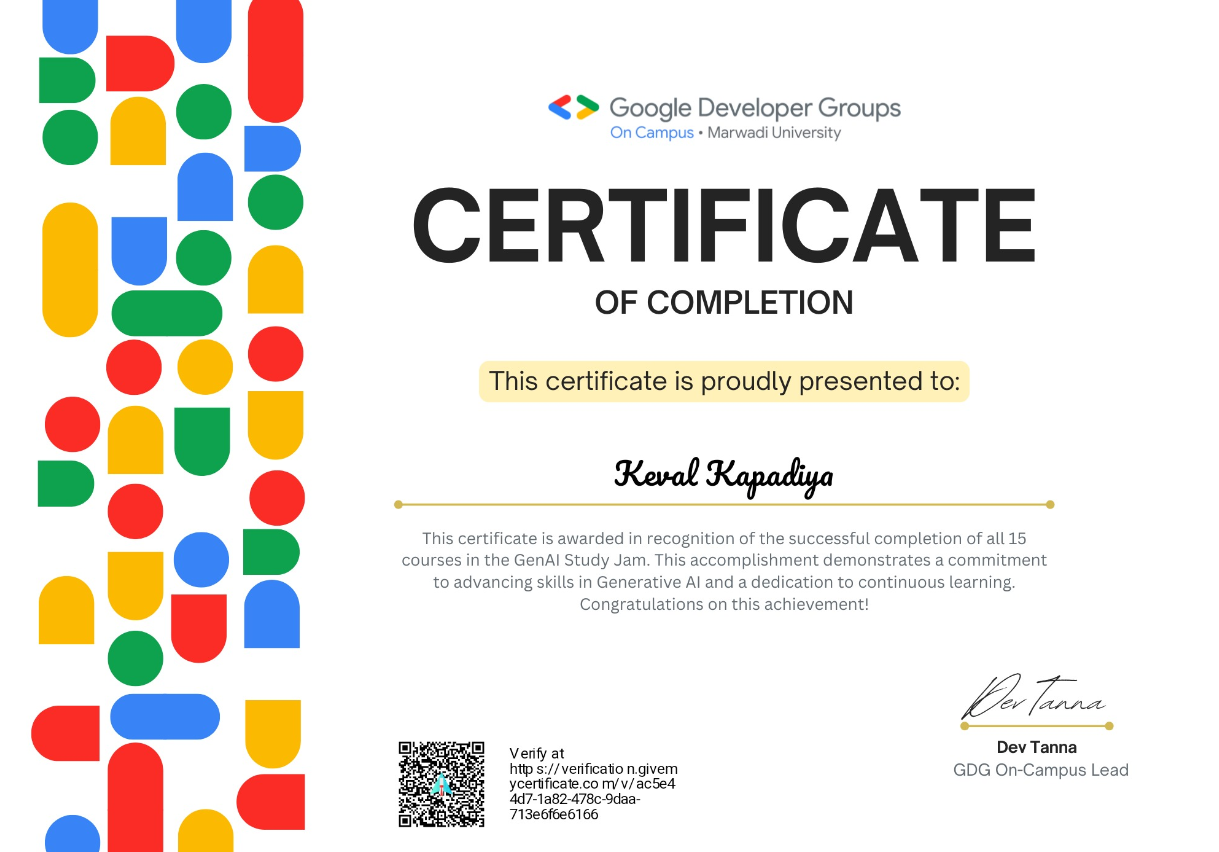 Google Developer Groups
On Campus • Marwadi University
CERTIFICATE
OF COMPLETION
This certificate is proudly presented to:
Keval Kapadiya
This certificate is awarded in recognition of the successful completion of all 15
courses in the GenAI Study Jam. This accomplishment demonstrates a commitment
to advancing skills in Generative AI and a dedication to continuous learning.
Congratulations on this achievement!
Dev Tanna
Dev Tanna
GDG On-Campus Lead
Verify at
https://verification.givem
ycertificate.com/v/ac5e4
4d7-1a82-478c-9daa-
713e6f6e6166